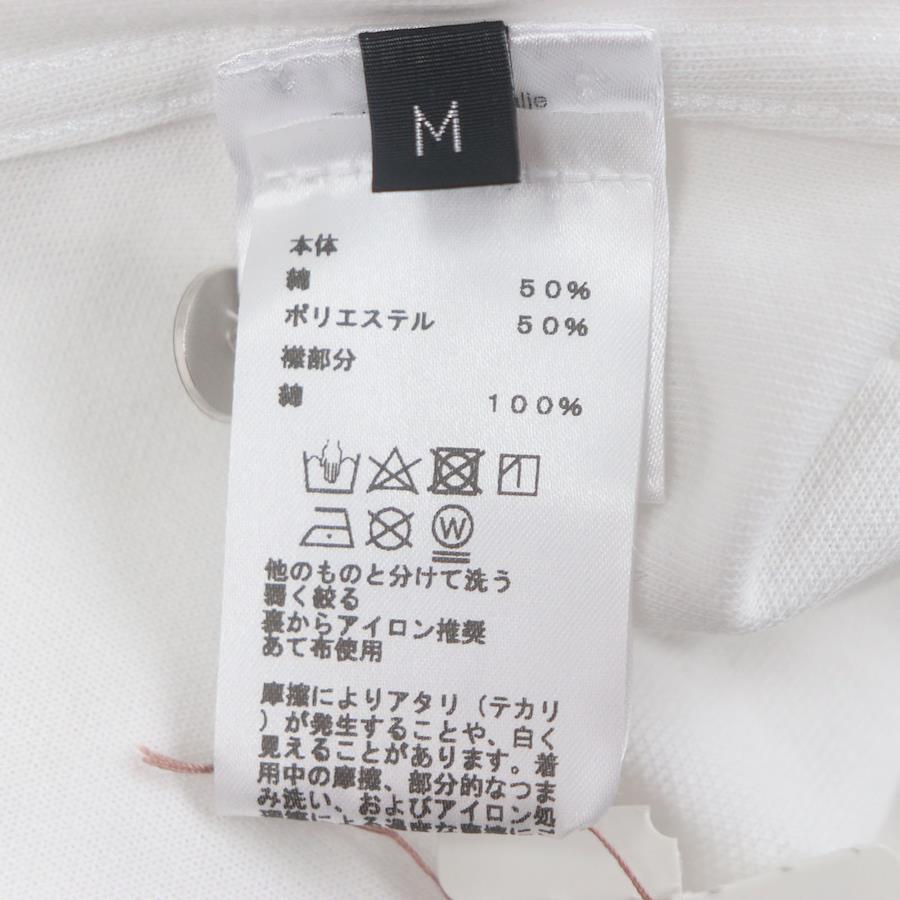 M
本体
綿 50%
ポリエステル 50%
襟部分
綿 100%
W
他のものと分けて洗う
弱く絞る
裏からアイロン推奨
あて布使用
摩擦によりアタリ（テカリ
）が発生することや、白く
見えることがあります。着
用中の摩擦、部分的なつま
み洗い、およびアイロン処